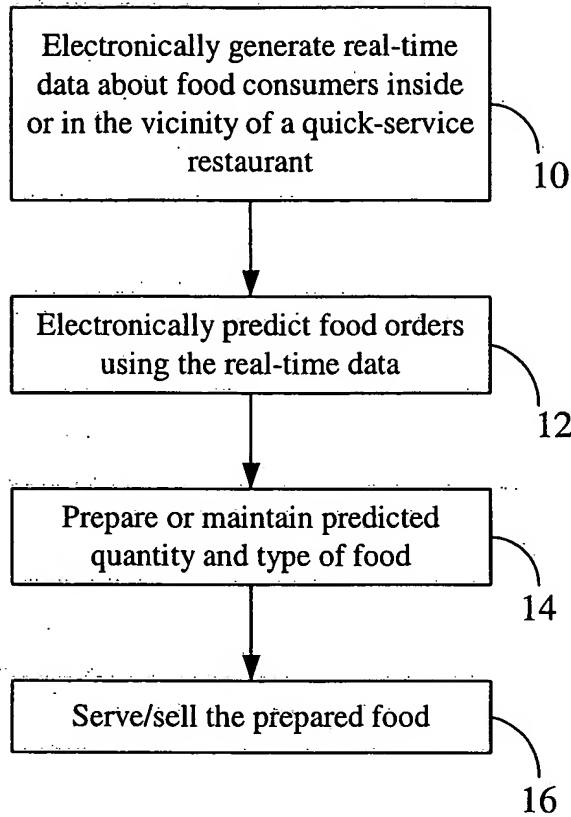 Electronically generate real-time
data about food consumers inside
or in the vicinity of a quick-service
restaurant
10
Electronically predict food orders
using the real-time data
12
Prepare or maintain predicted
quantity and type of food
14
Serve/sell the prepared food
16